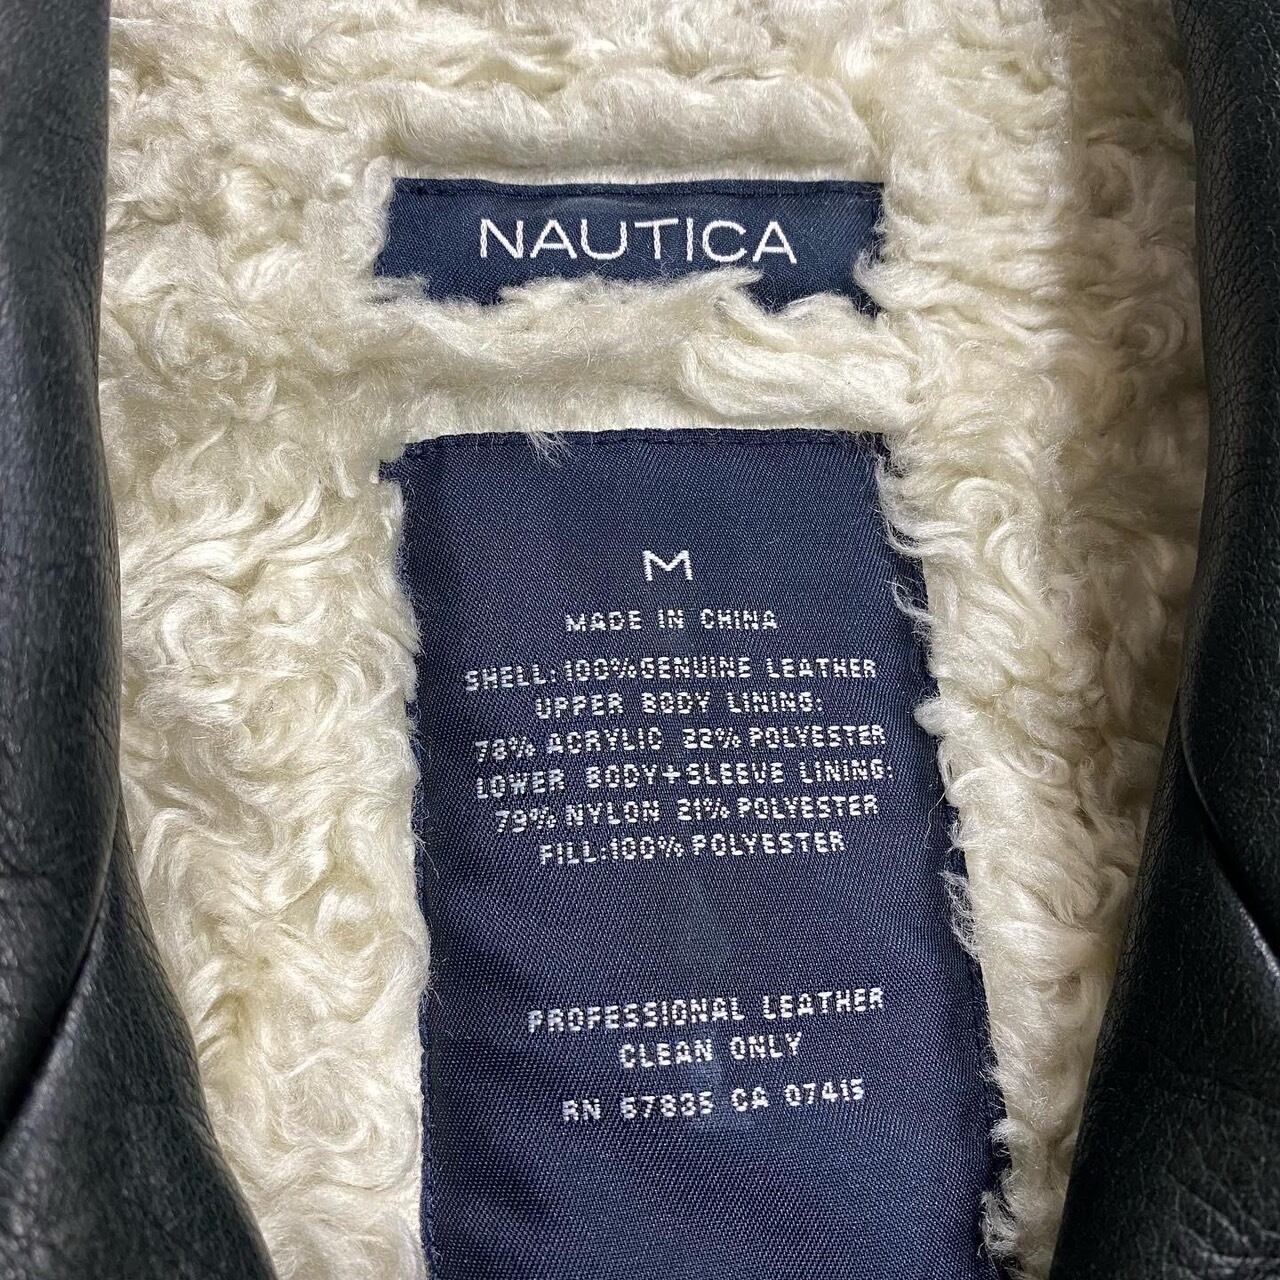 NAUTICA
M
MADE IN CHINA
SHELL:100%GENUINE LEATHER
UPPER BODY LINING:
78% ACRYLIC 22% POLYESTER
LOWER BODY+SLEEVE LINING:
79% NYLON 21% POLYESTER
FILL:100% POLYESTER
PROFESSIONAL LEATHER
CLEAN ONLY
RN 67835 CA 07415